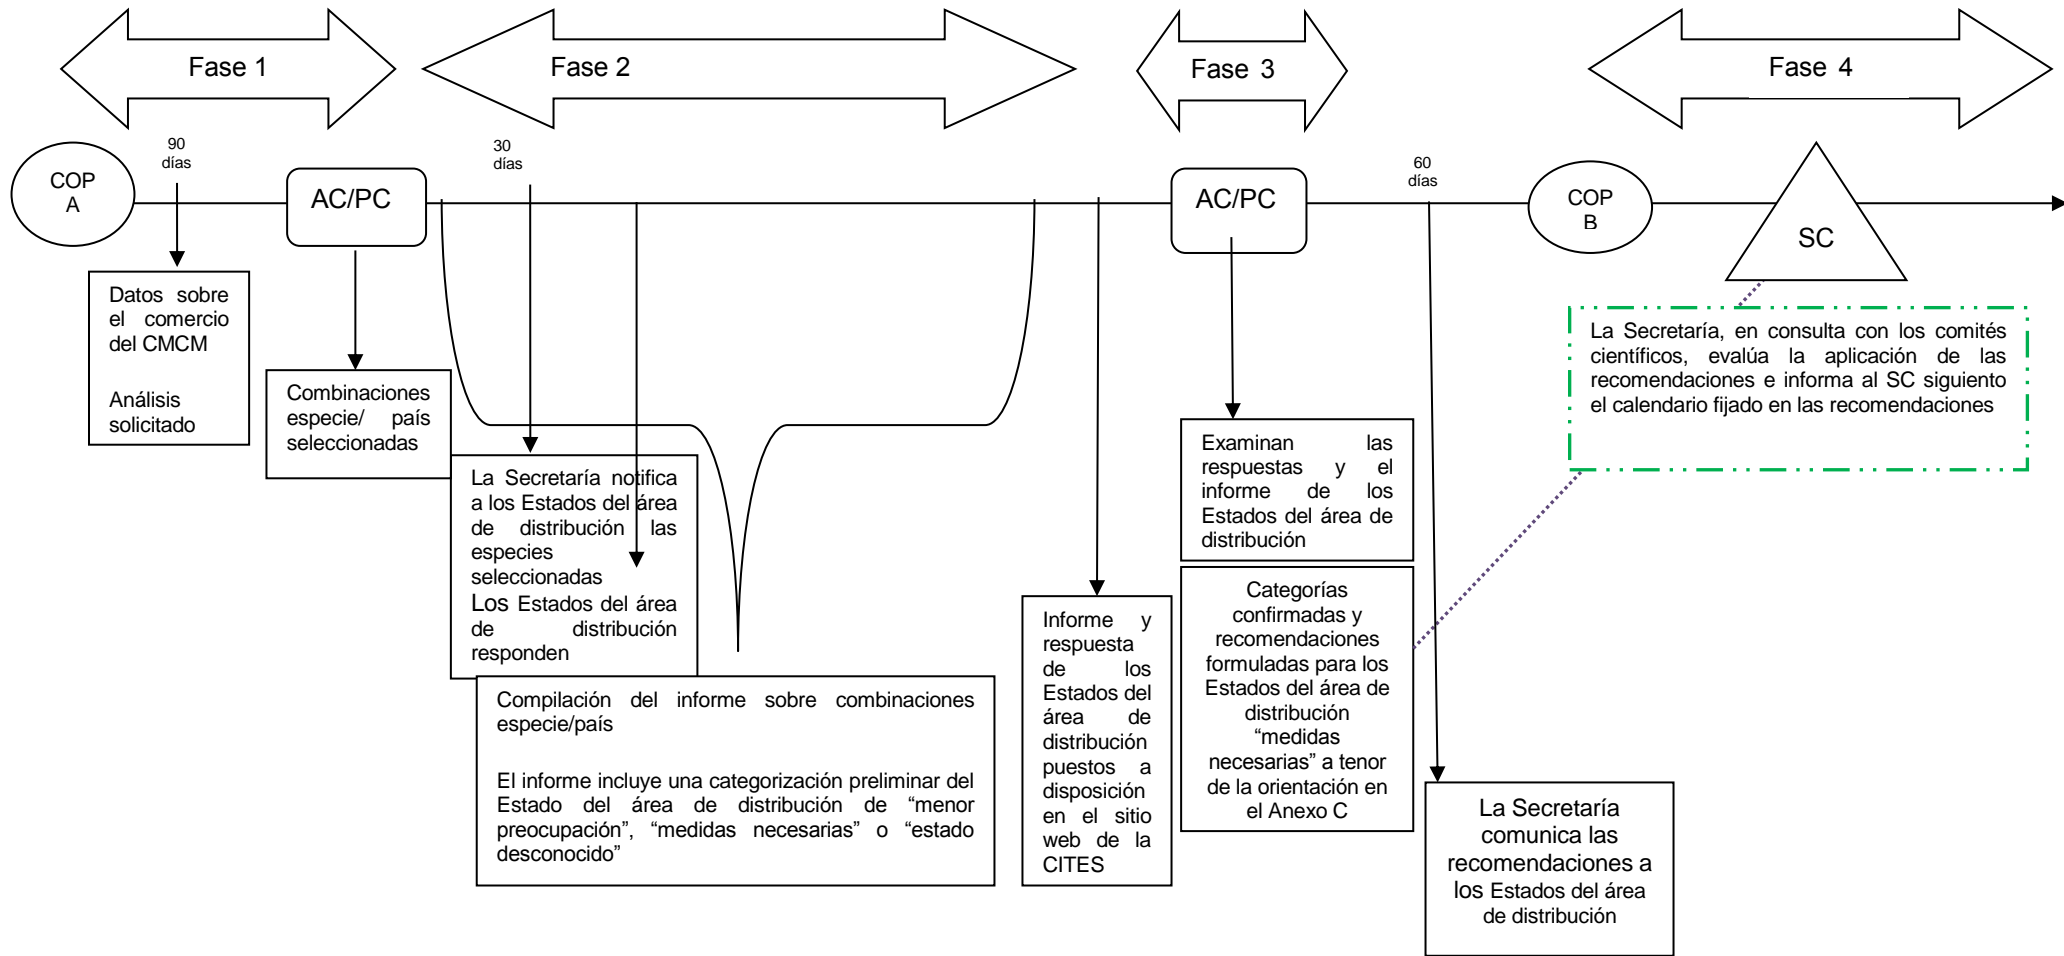 Fase 1
Fase 2
Fase 3
Fase 4
90
días
30
días
60
días
COP
A
AC/PC
AC/PC
COP
B
SC
Datos sobre
el comercio
del CMCM
Análisis
solicitado
Combinaciones
especie/ país
seleccionadas
La Secretaría notifica
a los Estados del área
de distribución las
especies
seleccionadas
Los Estados del área
de distribución
responden
Compilación del informe sobre combinaciones
especie/país
El informe incluye una categorización preliminar del
Estado del área de distribución de “menor
preocupación”, “medidas necesarias” o “estado
desconocido”
Informe y
respuesta
de los
Estados del
área de
distribución
puestos a
disposición
en el sitio
web de la
CITES
Examinan las
respuestas y el
informe de los
Estados del área de
distribución
Categorías
confirmadas y
recomendaciones
formuladas para los
Estados del área de
distribución
“medidas
necesarias” a tenor
de la orientación en
el Anexo C
La Secretaría
comunica las
recomendaciones a
los Estados del área
de distribución
La Secretaría, en consulta con los comités
científicos, evalúa la aplicación de las
recomendaciones e informa al SC siguiento
el calendario fijado en las recomendaciones